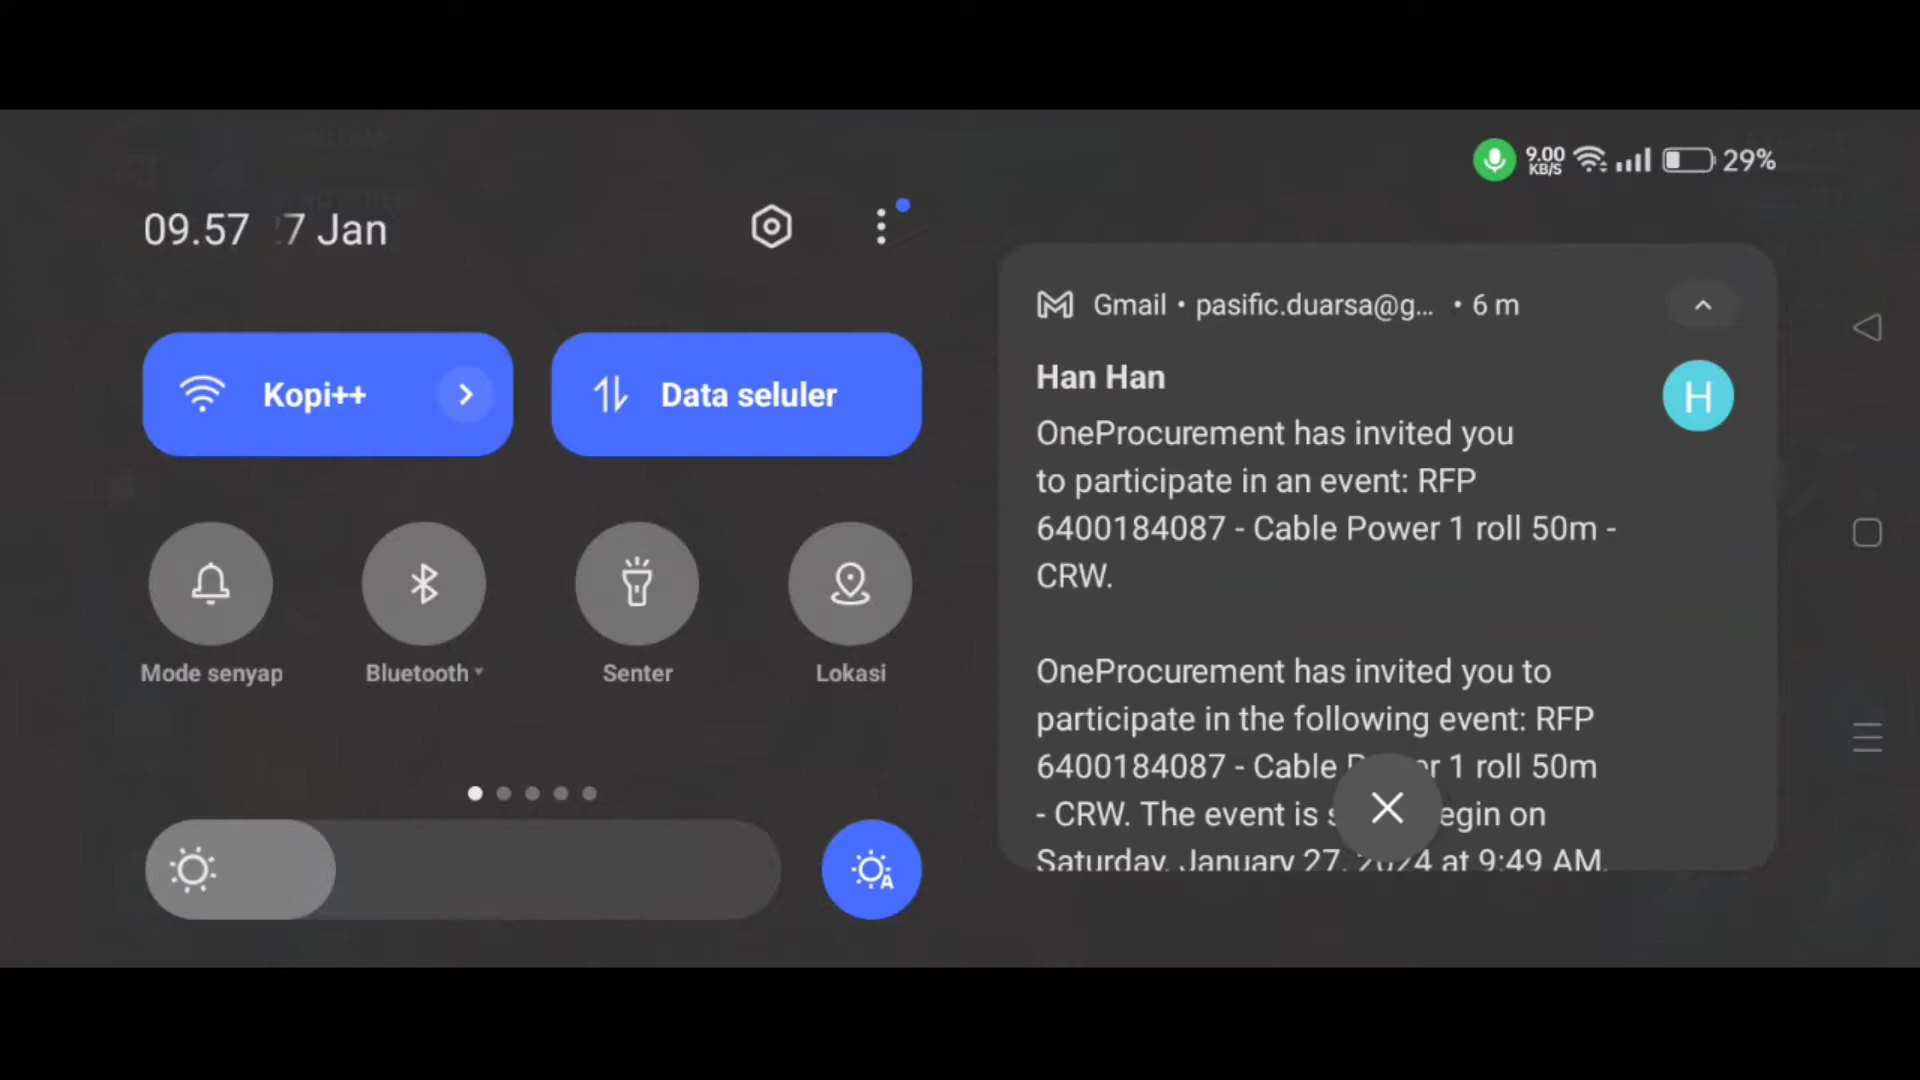 9.00
KB/S
29%
09.57 27 Jan
Kopi++
Data seluler
Mode senyap
Bluetooth
Senter
Lokasi
A
Gmail • pasific.duarsa@g... • 6 m
Han Han
H
OneProcurement has invited you
to participate in an event: RFP
6400184087 - Cable Power 1 roll 50m -
CRW.
OneProcurement has invited you to
participate in the following event: RFP
6400184087 - Cable 1 roll 50m
- CRW. The event is
on
Saturday, January 27, 2024 at 9:49 AM.